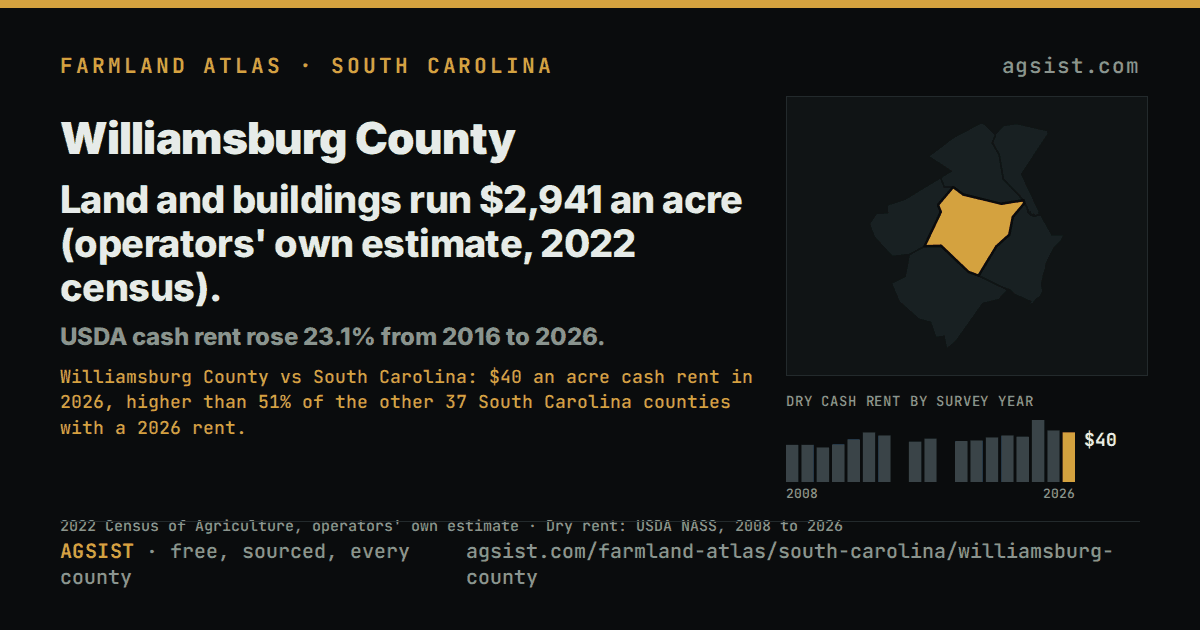 FARMLAND ATLAS · SOUTH CAROLINA
agsist.com
Williamsburg County
Land and buildings run $2,941 an acre
(operators' own estimate, 2022
census).
USDA cash rent rose 23.1% from 2016 to 2026.
Williamsburg County vs South Carolina: $40 an acre cash rent in
2026, higher than 51% of the other 37 South Carolina counties
with a 2026 rent.
DRY CASH RENT BY SURVEY YEAR
$40
2008
2026
2022 Census of Agriculture, operators' own estimate · Dry rent: USDA NASS, 2008 to 2026
AGSIST · free, sourced, every
county
agsist.com/farmland-atlas/south-carolina/williamsburg-
county